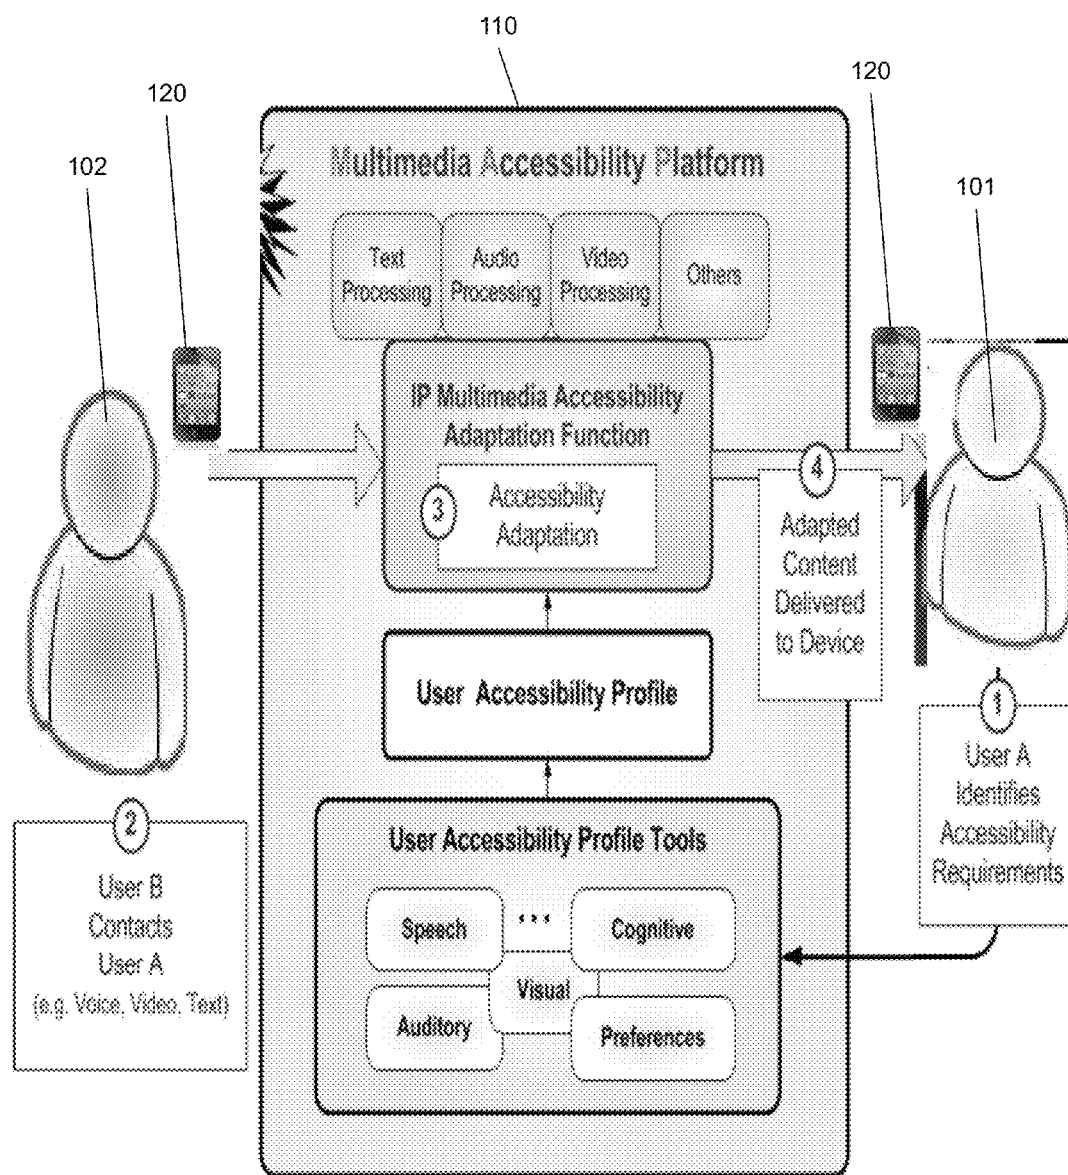 110
120
120
102
101
Multimedia Accessibility Platform
Text
Processing
Audio
Processing
Video
Processing
Others
IP Multimedia Accessibility
Adaptation Function
3
Accessibility
Adaptation
4
Adapted
Content
Delivered
to Device
User Accessibility Profile
1
User A
Identifies
Accessibility
Requirements
2
User B
Contacts
User A
(e.g. Voice, Video, Text)
User Accessibility Profile Tools
Speech
...
Cognitive
Visual
Auditory
Preferences